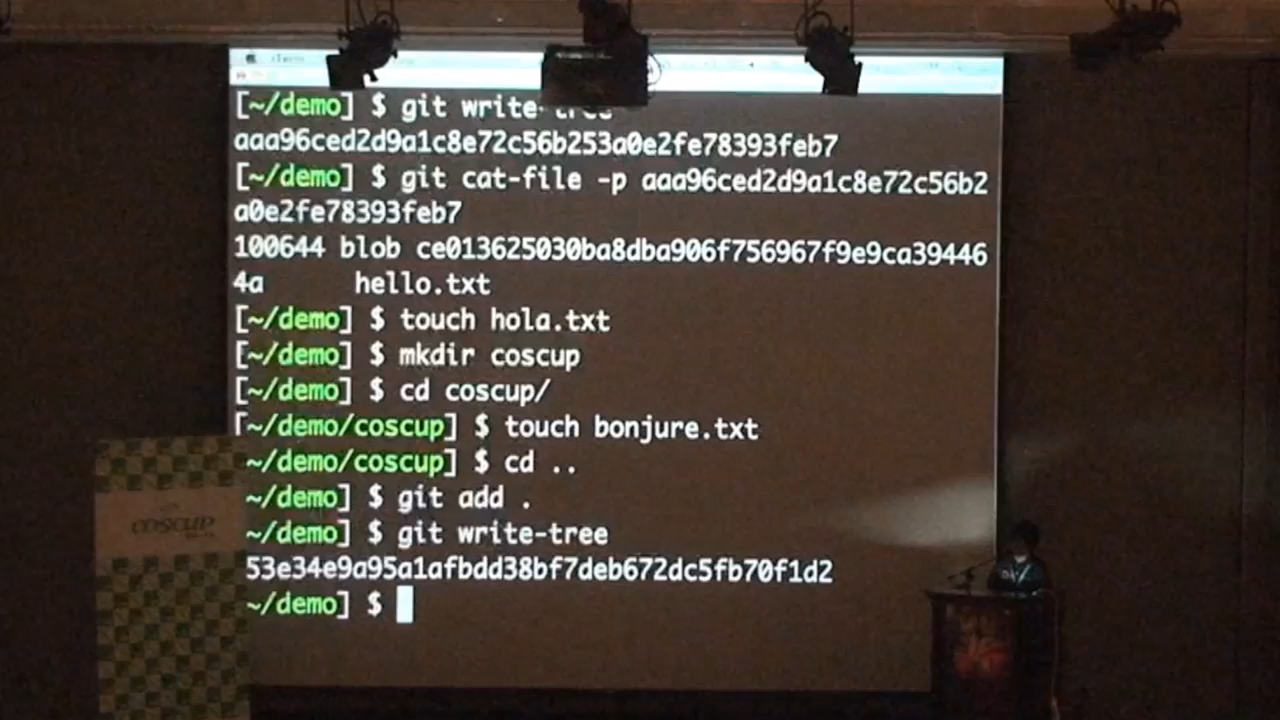 [~/demo] $ git write-tree
aaa96ced2d9a1c8e72c56b253a0e2fe78393feb7
[~/demo] $ git cat-file -p aaa96ced2d9a1c8e72c56b2
a0e2fe78393feb7
100644 blob ce013625030ba8dba906f756967f9e9ca39446
4a hello.txt
[~/demo] $ touch hola.txt
[~/demo] $ mkdir coscup
[~/demo] $ cd coscup/
[~/demo/coscup] $ touch bonjure.txt
~/demo/coscup] $ cd ..
~/demo] $ git add .
~/demo] $ git write-tree
53e34e9a95a1afbdd38bf7deb672dc5fb70f1d2
~/demo] $
coscup